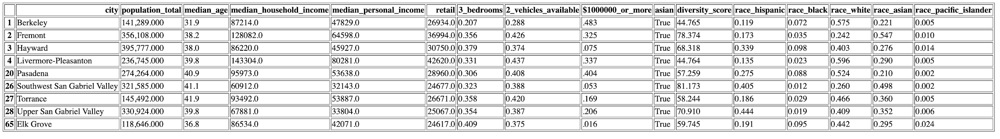 city population_total median_age median_household_income median_personal_income retail 3_bedrooms 2_vehicles_available $1000000_or_more asian diversity_score race_hispanic race_black race_white race_asian race_pacific_islander
1 Berkeley 141,289.000 31.9 87214.0 47829.0 26934.0 0.207 0.288 .483 True 44.765 0.119 0.072 0.575 0.221 0.005
2 Fremont 356,108.000 38.2 128082.0 64598.0 36994.0 0.356 0.426 .325 True 78.374 0.173 0.035 0.242 0.547 0.010
3 Hayward 395,777.000 38.0 86220.0 45927.0 30750.0 0.379 0.374 .075 True 68.318 0.339 0.098 0.403 0.276 0.014
4 Livermore-Pleasanton 236,745.000 39.8 143304.0 80281.0 42620.0 0.331 0.437 .337 True 44.764 0.135 0.023 0.596 0.290 0.005
20 Pasadena 274,264.000 40.9 95973.0 53638.0 28960.0 0.306 0.408 .404 True 57.259 0.275 0.088 0.524 0.210 0.002
26 Southwest San Gabriel Valley 321,585.000 41.1 60912.0 32143.0 24677.0 0.323 0.388 .053 True 81.173 0.405 0.012 0.260 0.498 0.002
27 Torrance 145,492.000 41.9 93492.0 53887.0 26671.0 0.358 0.420 .169 True 58.244 0.186 0.029 0.466 0.360 0.005
28 Upper San Gabriel Valley 330,924.000 39.8 67881.0 33804.0 25067.0 0.354 0.387 .206 True 70.910 0.444 0.019 0.409 0.352 0.006
65 Elk Grove 118,646.000 36.8 86534.0 42071.0 24617.0 0.409 0.375 .016 True 59.745 0.191 0.095 0.442 0.295 0.024